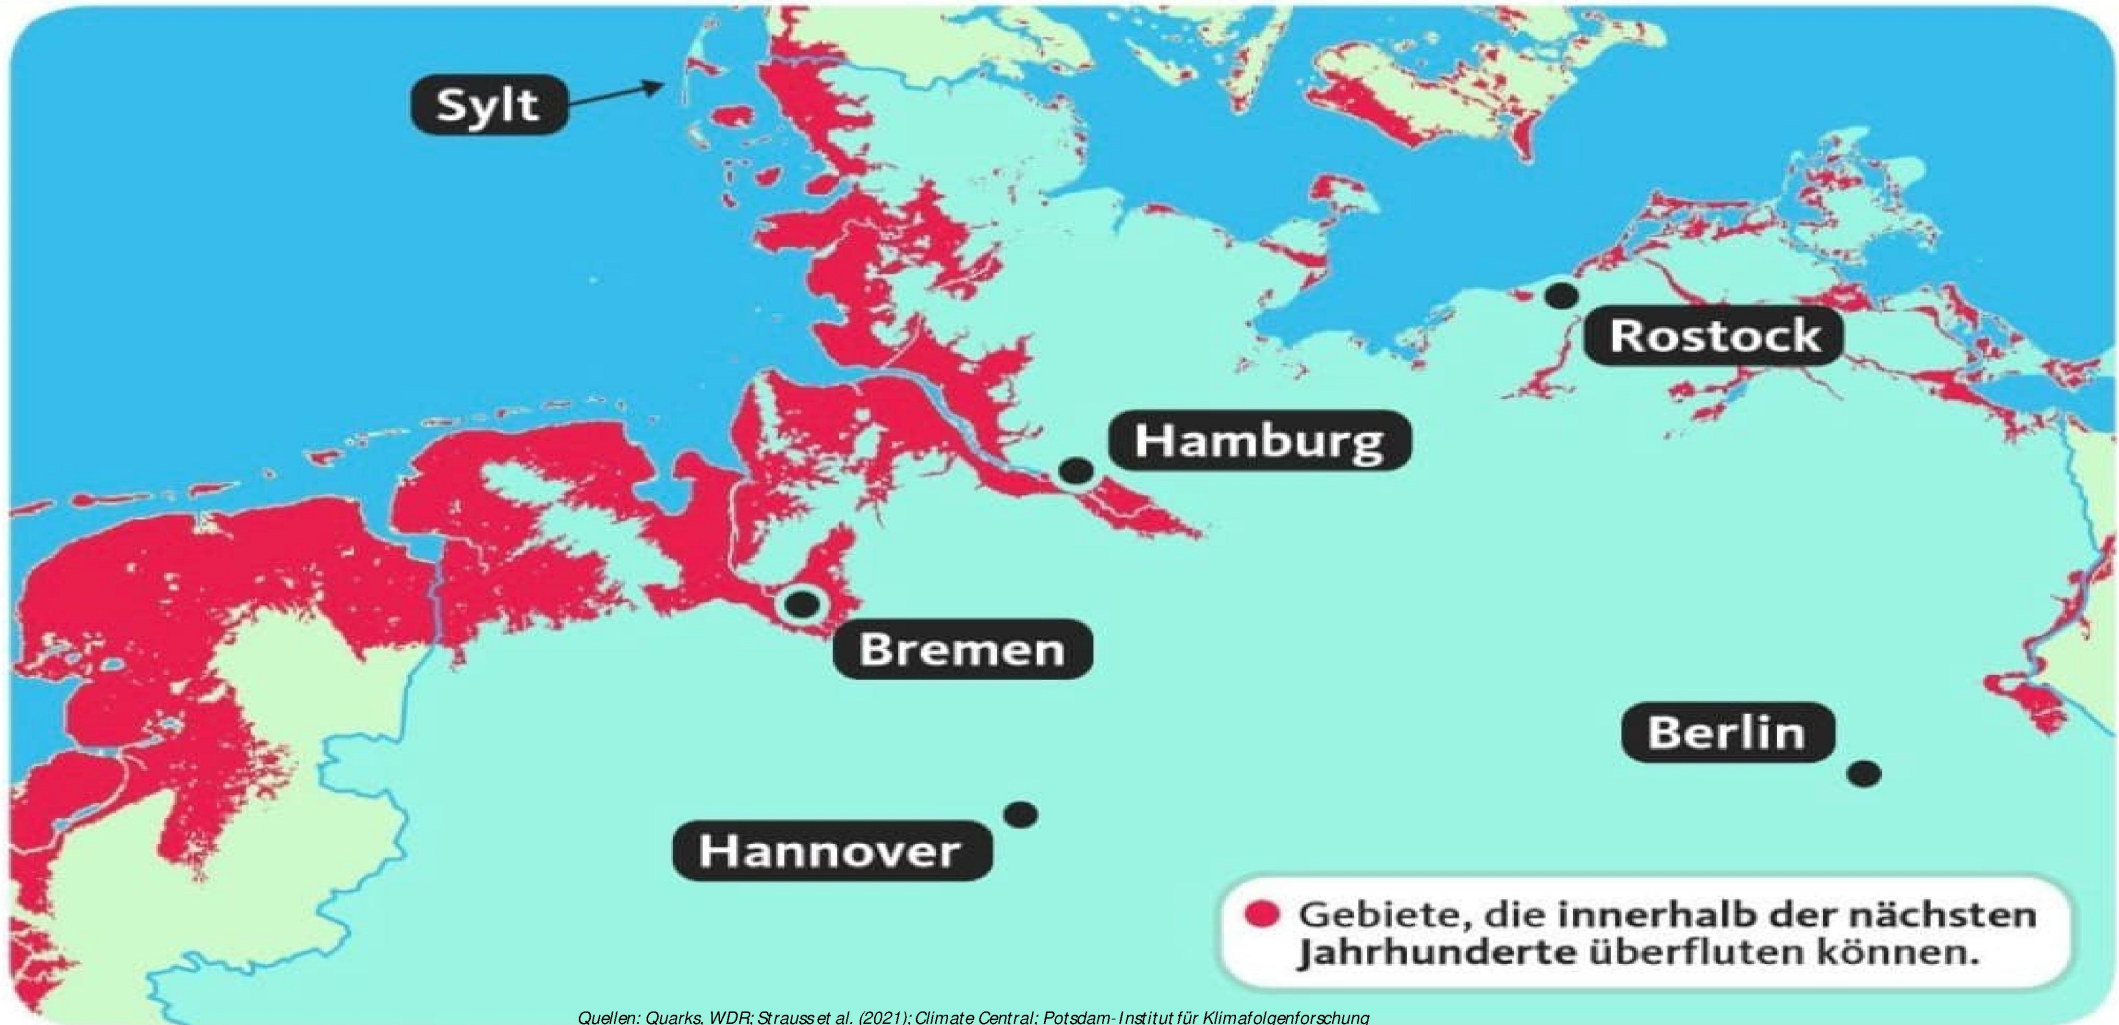 Sylt
Rostock
Hamburg
Bremen
Berlin
Hannover
Gebiete, die innerhalb der nächsten
Jahrhunderte überfluten können.
Quellen: Quarks, WDR; Strauss et al. (2021); Climate Central; Potsdam-Institut für Klimafolgenforschung